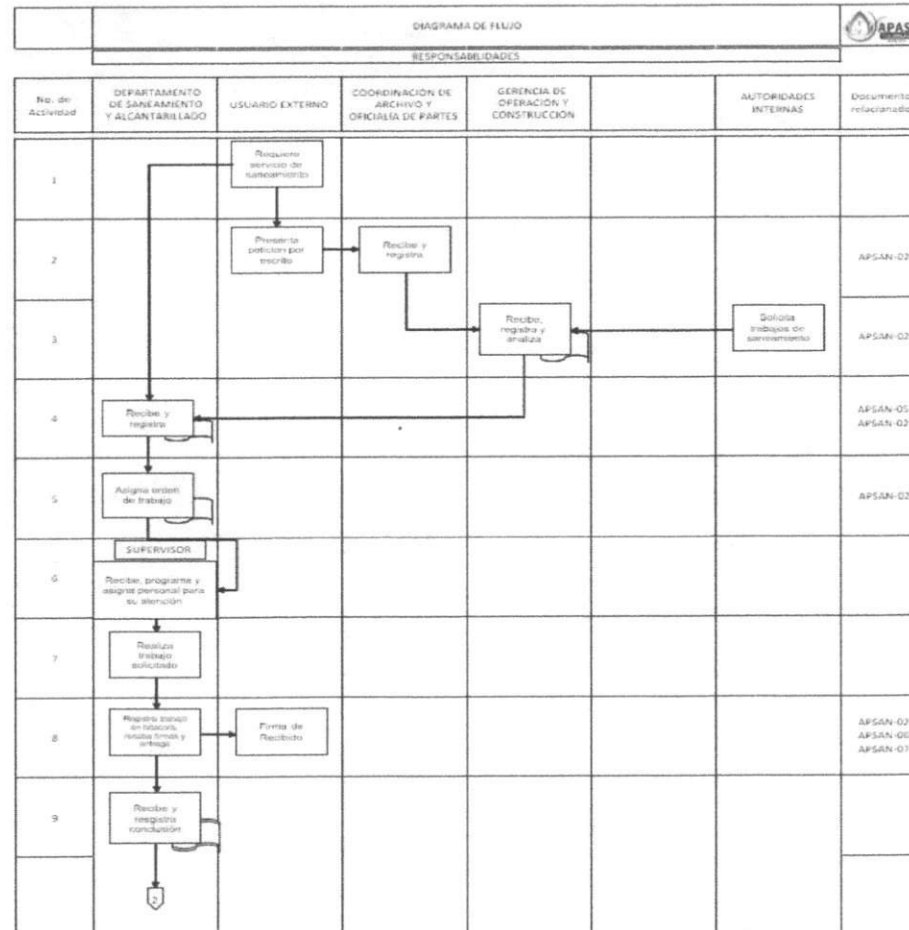 DIAGRAMA DE FLUJO
APAS
RESPONSABILIDADES
No. de
Actividad
DEPARTAMENTO
DE SANEAMIENTO
Y ALCANTARILLADO
USUARIO EXTERNO
COORDINACIÓN DE
ARCHIVO Y
OFICIALÍA DE PARTES
GERENCIA DE
OPERACIÓN Y
CONSTRUCCIÓN
AUTORIDADES
INTERNAS
Documento
relacionado
1
Requiere
servicio de
saneamiento
2
Presenta
petición por
escrito
Recibe y
registra
APSAN-02
3
Recibe,
registra y
analiza
Solicita
trabajos de
saneamiento
APSAN-02
4
Recibe y
registra
APSAN-05
APSAN-02
5
Asigna orden
de trabajo
APSAN-02
6
SUPERVISOR
Recibe, programa y
asigna personal para
su atención
7
Realiza
trabajo
solicitado
8
Registra trabajo
en bitácora,
recaba firmas y
entrega
Firma de
Recibido
APSAN-02
APSAN-06
APSAN-07
9
Recibe y
resgistra
conclusión
2